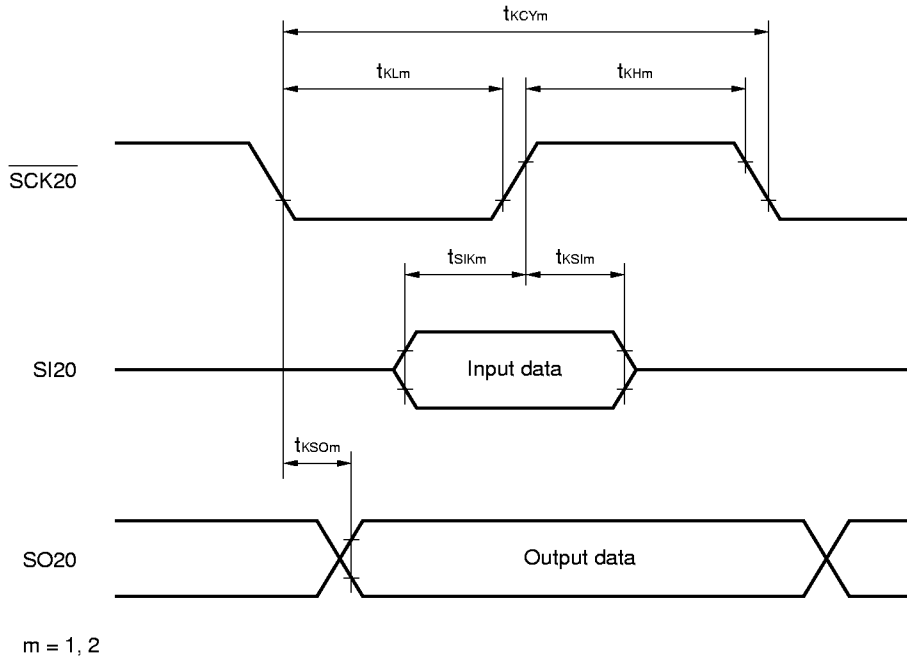 tKCYm
tKLm
tKHm
SCK20
tSIKm
tKSIm
SI20
Input data
tKSOm
SO20
Output data
m = 1, 2